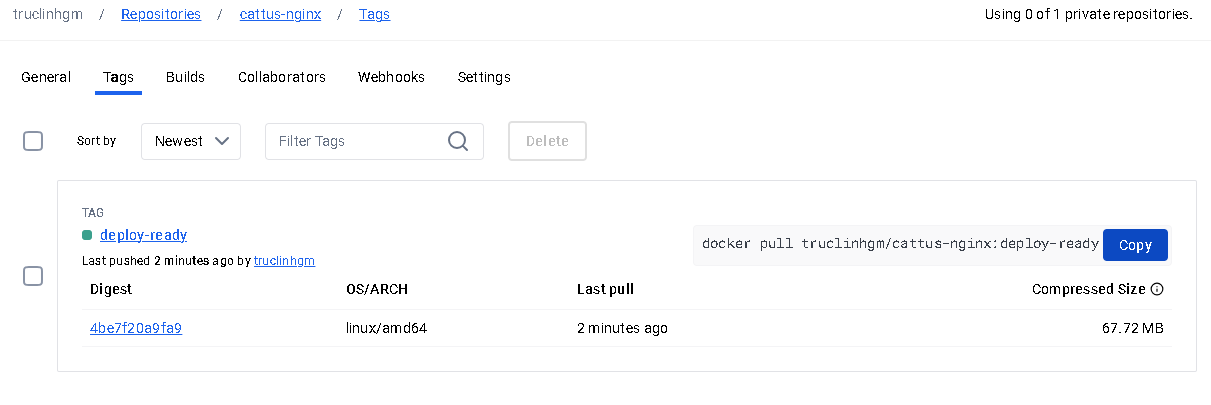 truclinhgm / Repositories / cattus-nginx / Tags Using 0 of 1 private repositories.
General Tags Builds Collaborators Webhooks Settings
Sort by Newest Filter Tags Delete
TAG
deploy-ready
docker pull truclinhgm/cattus-nginx:deploy-ready Copy
Last pushed 2 minutes ago by truclinhgm
Digest OS/ARCH Last pull Compressed Size
4be7f20a9fa9 linux/amd64 2 minutes ago 67.72 MB